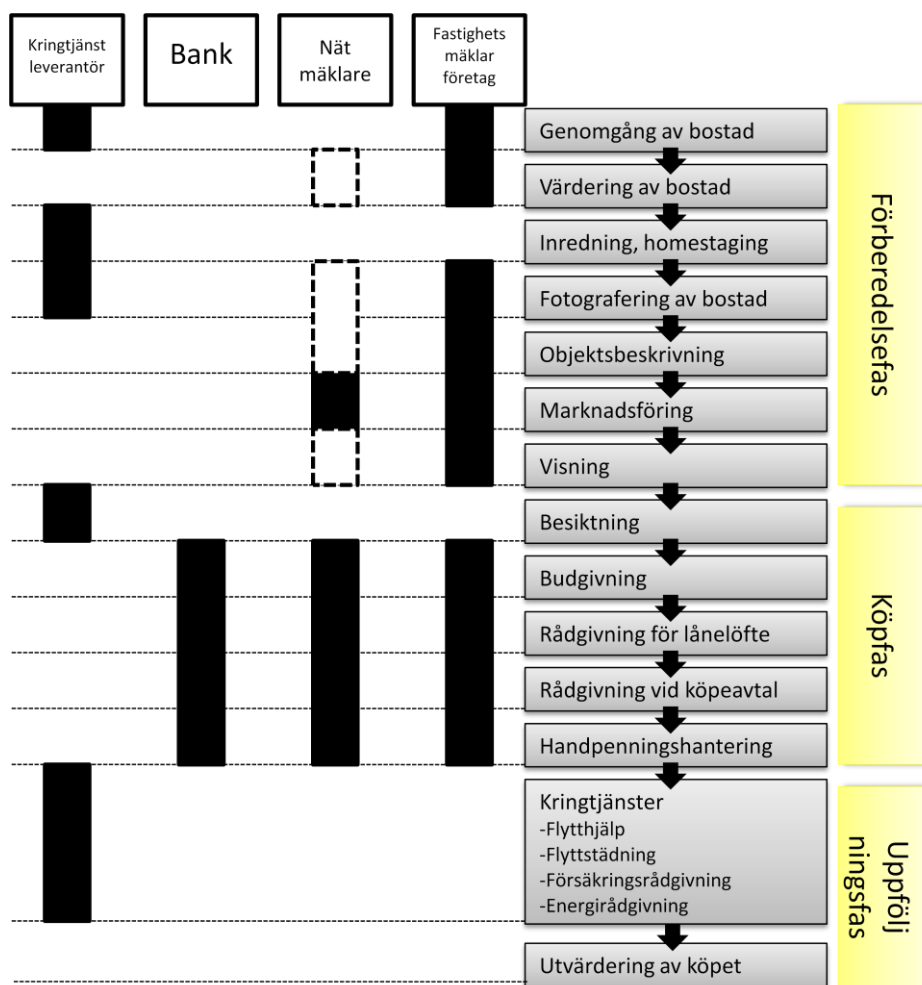 Kringtjänst
leverantör
Bank
Nät
mäklare
Fastighets
mäklar
företag
Genomgång av bostad
Värdering av bostad
Inredning, homestaging
Fotografering av bostad
Objektsbeskrivning
Marknadsföring
Visning
Förberedelsefas
Besiktning
Budgivning
Rådgivning för lånelöfte
Rådgivning vid köpeavtal
Handpenningshantering
Köpfas
Kringtjänster
-Flytthjälp
-Flyttstädning
-Försäkringsrådgivning
-Energirådgivning
Utvärdering av köpet
Uppfölj
ningsfas